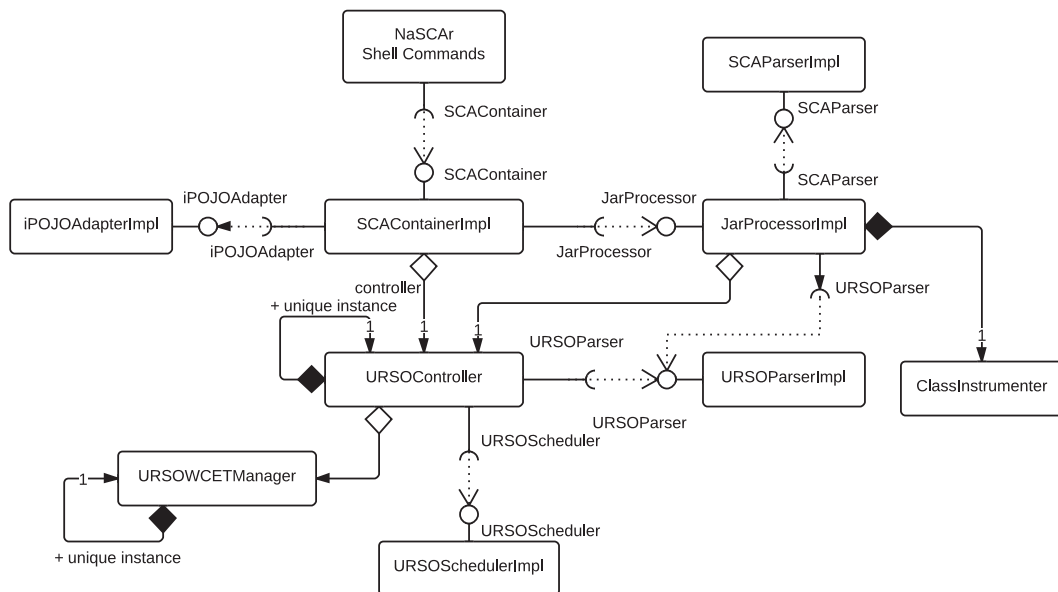 NaSCAr
Shell Commands
SCAParserImpl
SCAContainer
SCAParser
SCAContainer
SCAParser
iPOJOAdapter
JarProcessor
iPOJOAdapterImpl
SCAContainerImpl
JarProcessorImpl
iPOJOAdapter
JarProcessor
controller
URSOParser
+ unique instance
1
1
1
1
URSOParser
URSOController
URSOParserImpl
ClassInstrumenter
URSOParser
URSOScheduler
URSOWCETManager
1
URSOScheduler
+ unique instance
URSOSchedulerImpl